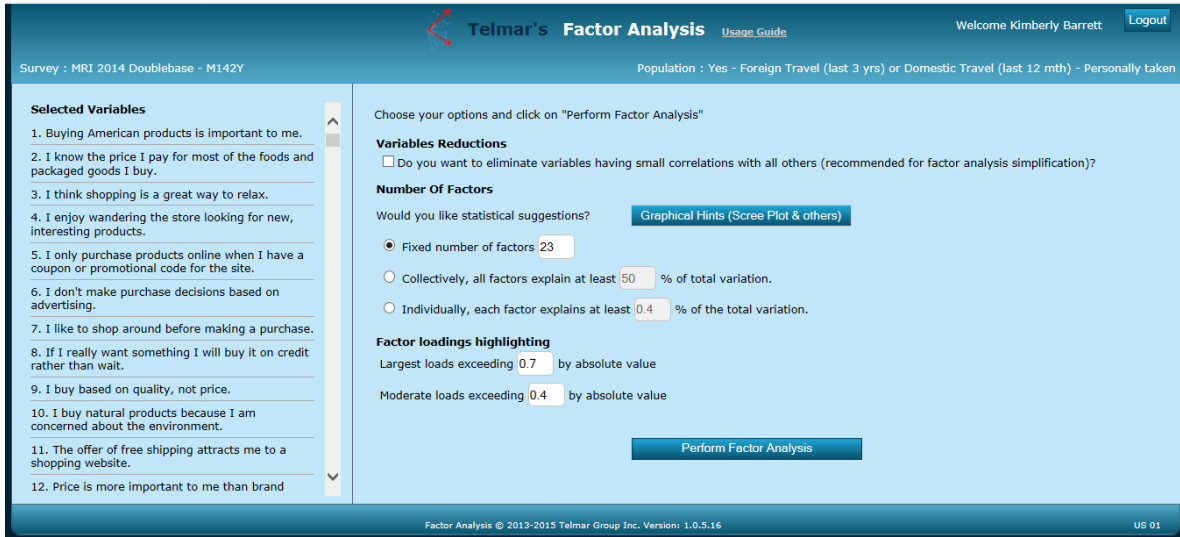 Telmar's Factor Analysis Usage Guide
Welcome Kimberly Barrett
Logout
Survey : MRI 2014 Doublebase - M142Y
Population : Yes - Foreign Travel (last 3 yrs) or Domestic Travel (last 12 mth) - Personally taken
Selected Variables
1. Buying American products is important to me.
2. I know the price I pay for most of the foods and
packaged goods I buy.
3. I think shopping is a great way to relax.
4. I enjoy wandering the store looking for new,
interesting products.
5. I only purchase products online when I have a
coupon or promotional code for the site.
6. I don't make purchase decisions based on
advertising.
7. I like to shop around before making a purchase.
8. If I really want something I will buy it on credit
rather than wait.
9. I buy based on quality, not price.
10. I buy natural products because I am
concerned about the environment.
11. The offer of free shipping attracts me to a
shopping website.
12. Price is more important to me than brand
Choose your options and click on "Perform Factor Analysis"
Variables Reductions
Do you want to eliminate variables having small correlations with all others (recommended for factor analysis simplification)?
Number Of Factors
Would you like statistical suggestions? Graphical Hints (Scree Plot & others)
Fixed number of factors 23
Collectively, all factors explain at least 50 % of total variation.
Individually, each factor explains at least 0.4 % of the total variation.
Factor loadings highlighting
Largest loads exceeding 0.7 by absolute value
Moderate loads exceeding 0.4 by absolute value
Perform Factor Analysis
Factor Analysis © 2013-2015 Telmar Group Inc. Version: 1.0.5.16
US 01